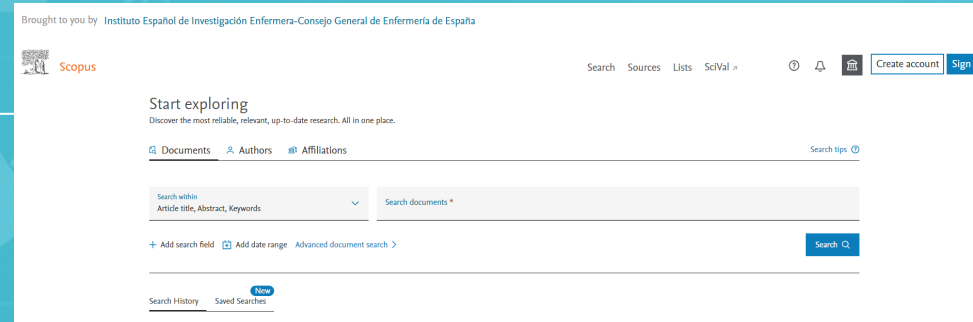 Brought to you by Instituto Español de Investigación Enfermera-Consejo General de Enfermería de España
Scopus
Search Sources Lists SciVal ↗
Create account Sign
Start exploring
Discover the most reliable, relevant, up-to-date research. All in one place.
Documents Authors Affiliations Search tips
Search within
Article title, Abstract, Keywords
Search documents *
+ Add search field Add date range Advanced document search >
Search
New
Search History Saved Searches